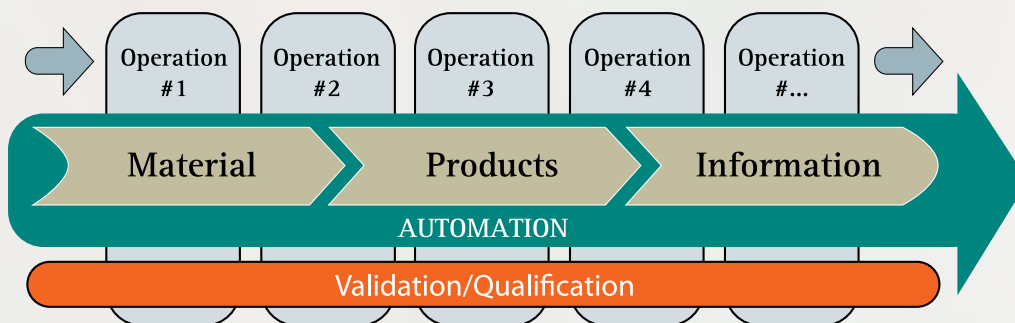 Operation
#1
Operation
#2
Operation
#3
Operation
#4
Operation
#...
Material
Products
Information
AUTOMATION
Validation/Qualification